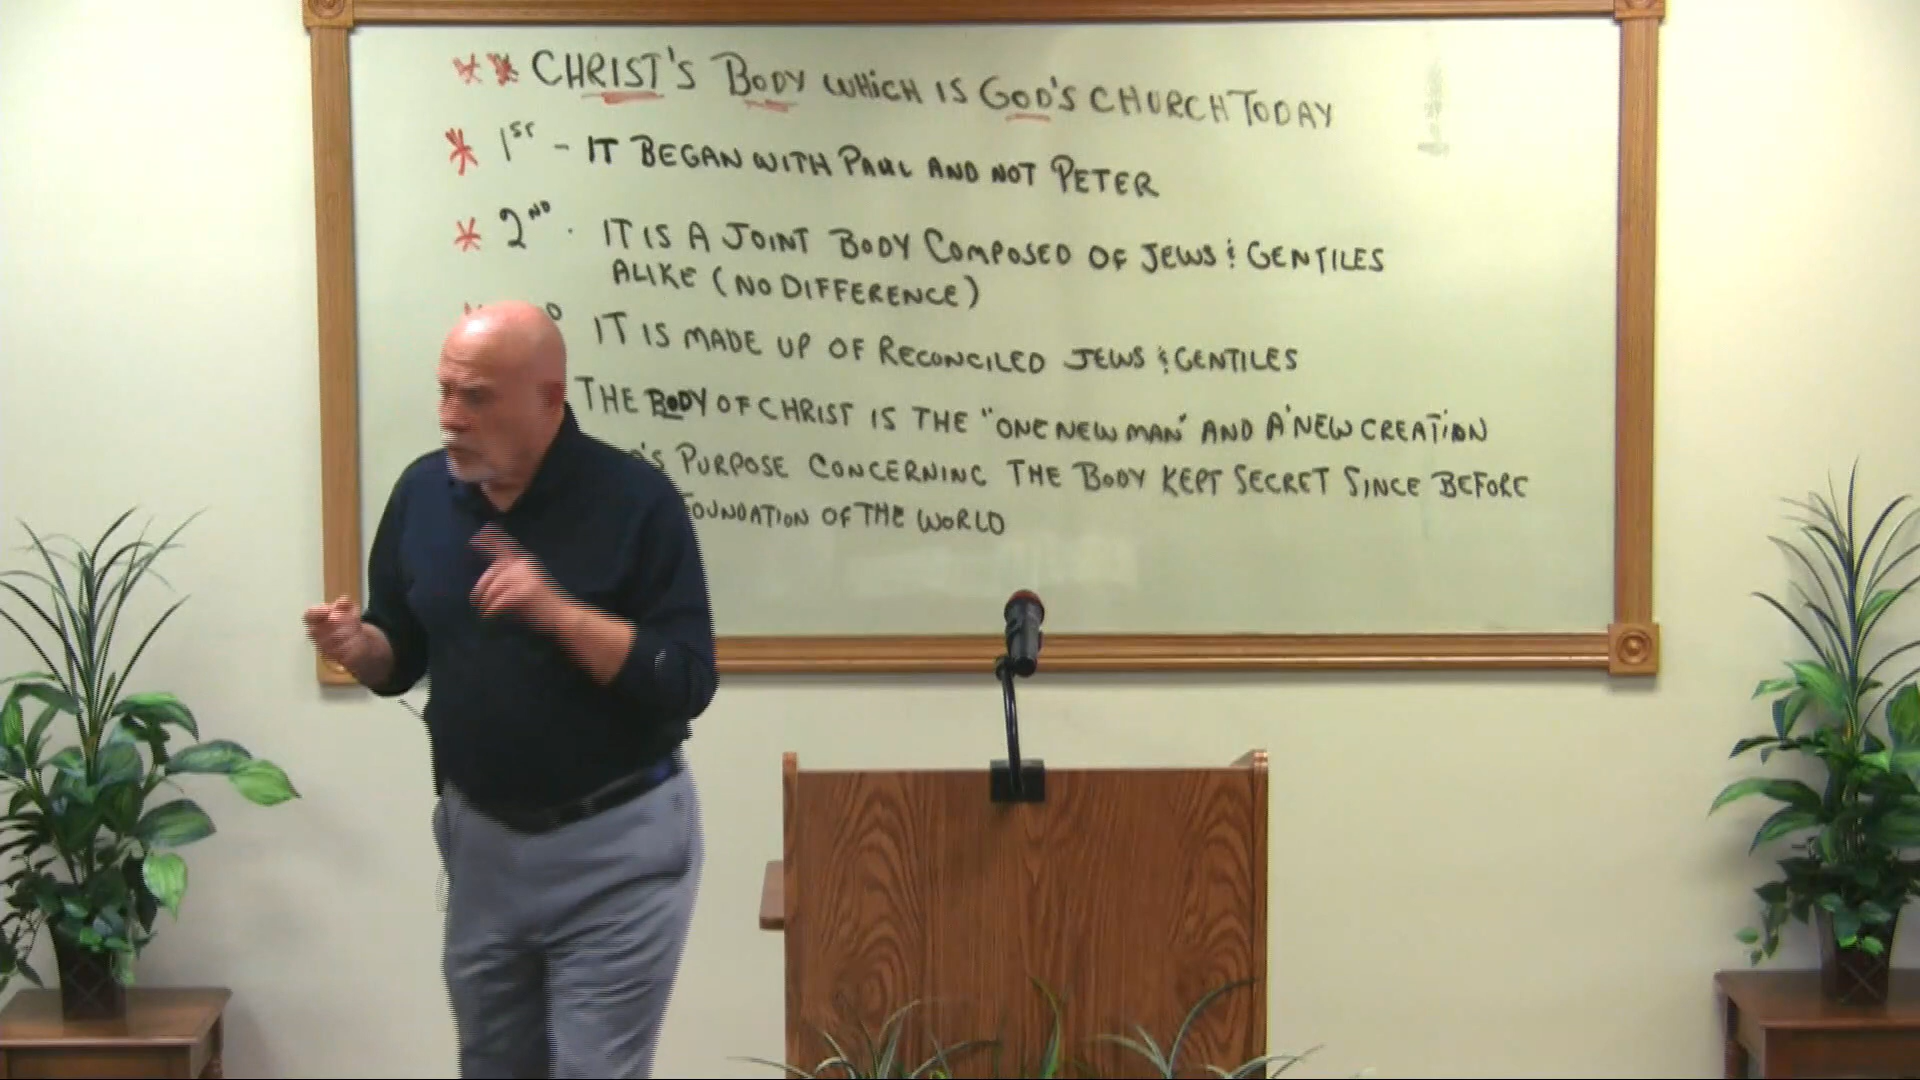 ** CHRIST'S BODY WHICH IS GOD'S CHURCH TODAY
* 1ST - IT BEGAN WITH PAUL AND NOT PETER
* 2ND. IT IS A JOINT BODY COMPOSED OF JEWS & GENTILES
ALIKE (NO DIFFERENCE)
IT IS MADE UP OF RECONCILED JEWS & GENTILES
THE BODY OF CHRIST IS THE "ONE NEW MAN" AND A NEW CREATION
PURPOSE CONCERNING THE BODY KEPT SECRET SINCE BEFORE
OF THE WORLD